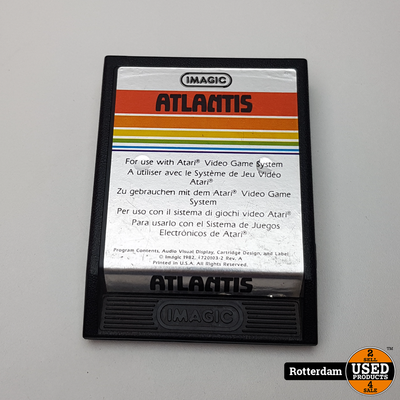 IMAGIC
ATLANTIS
For use with Atari® Video Game System
A utiliser avec le Système de Jeu Vidéo
Atari®
Zu gebrauchen mit dem Atari® Video Game
System
Per uso con il sistema di giochi video Atari®
Para usarlo con el Sistema de Juegos
Electrónicos de Atari®
Program Contents, Audio Visual Display, Cartridge Design, and Label
© Imagic 1982, 720103-2 Rev. A
Printed in U.S.A. All Rights Reserved.
ATLANTIS
IMAGIC
Rotterdam
2
SELL
USED
PRODUCTS
4
SALE
TM